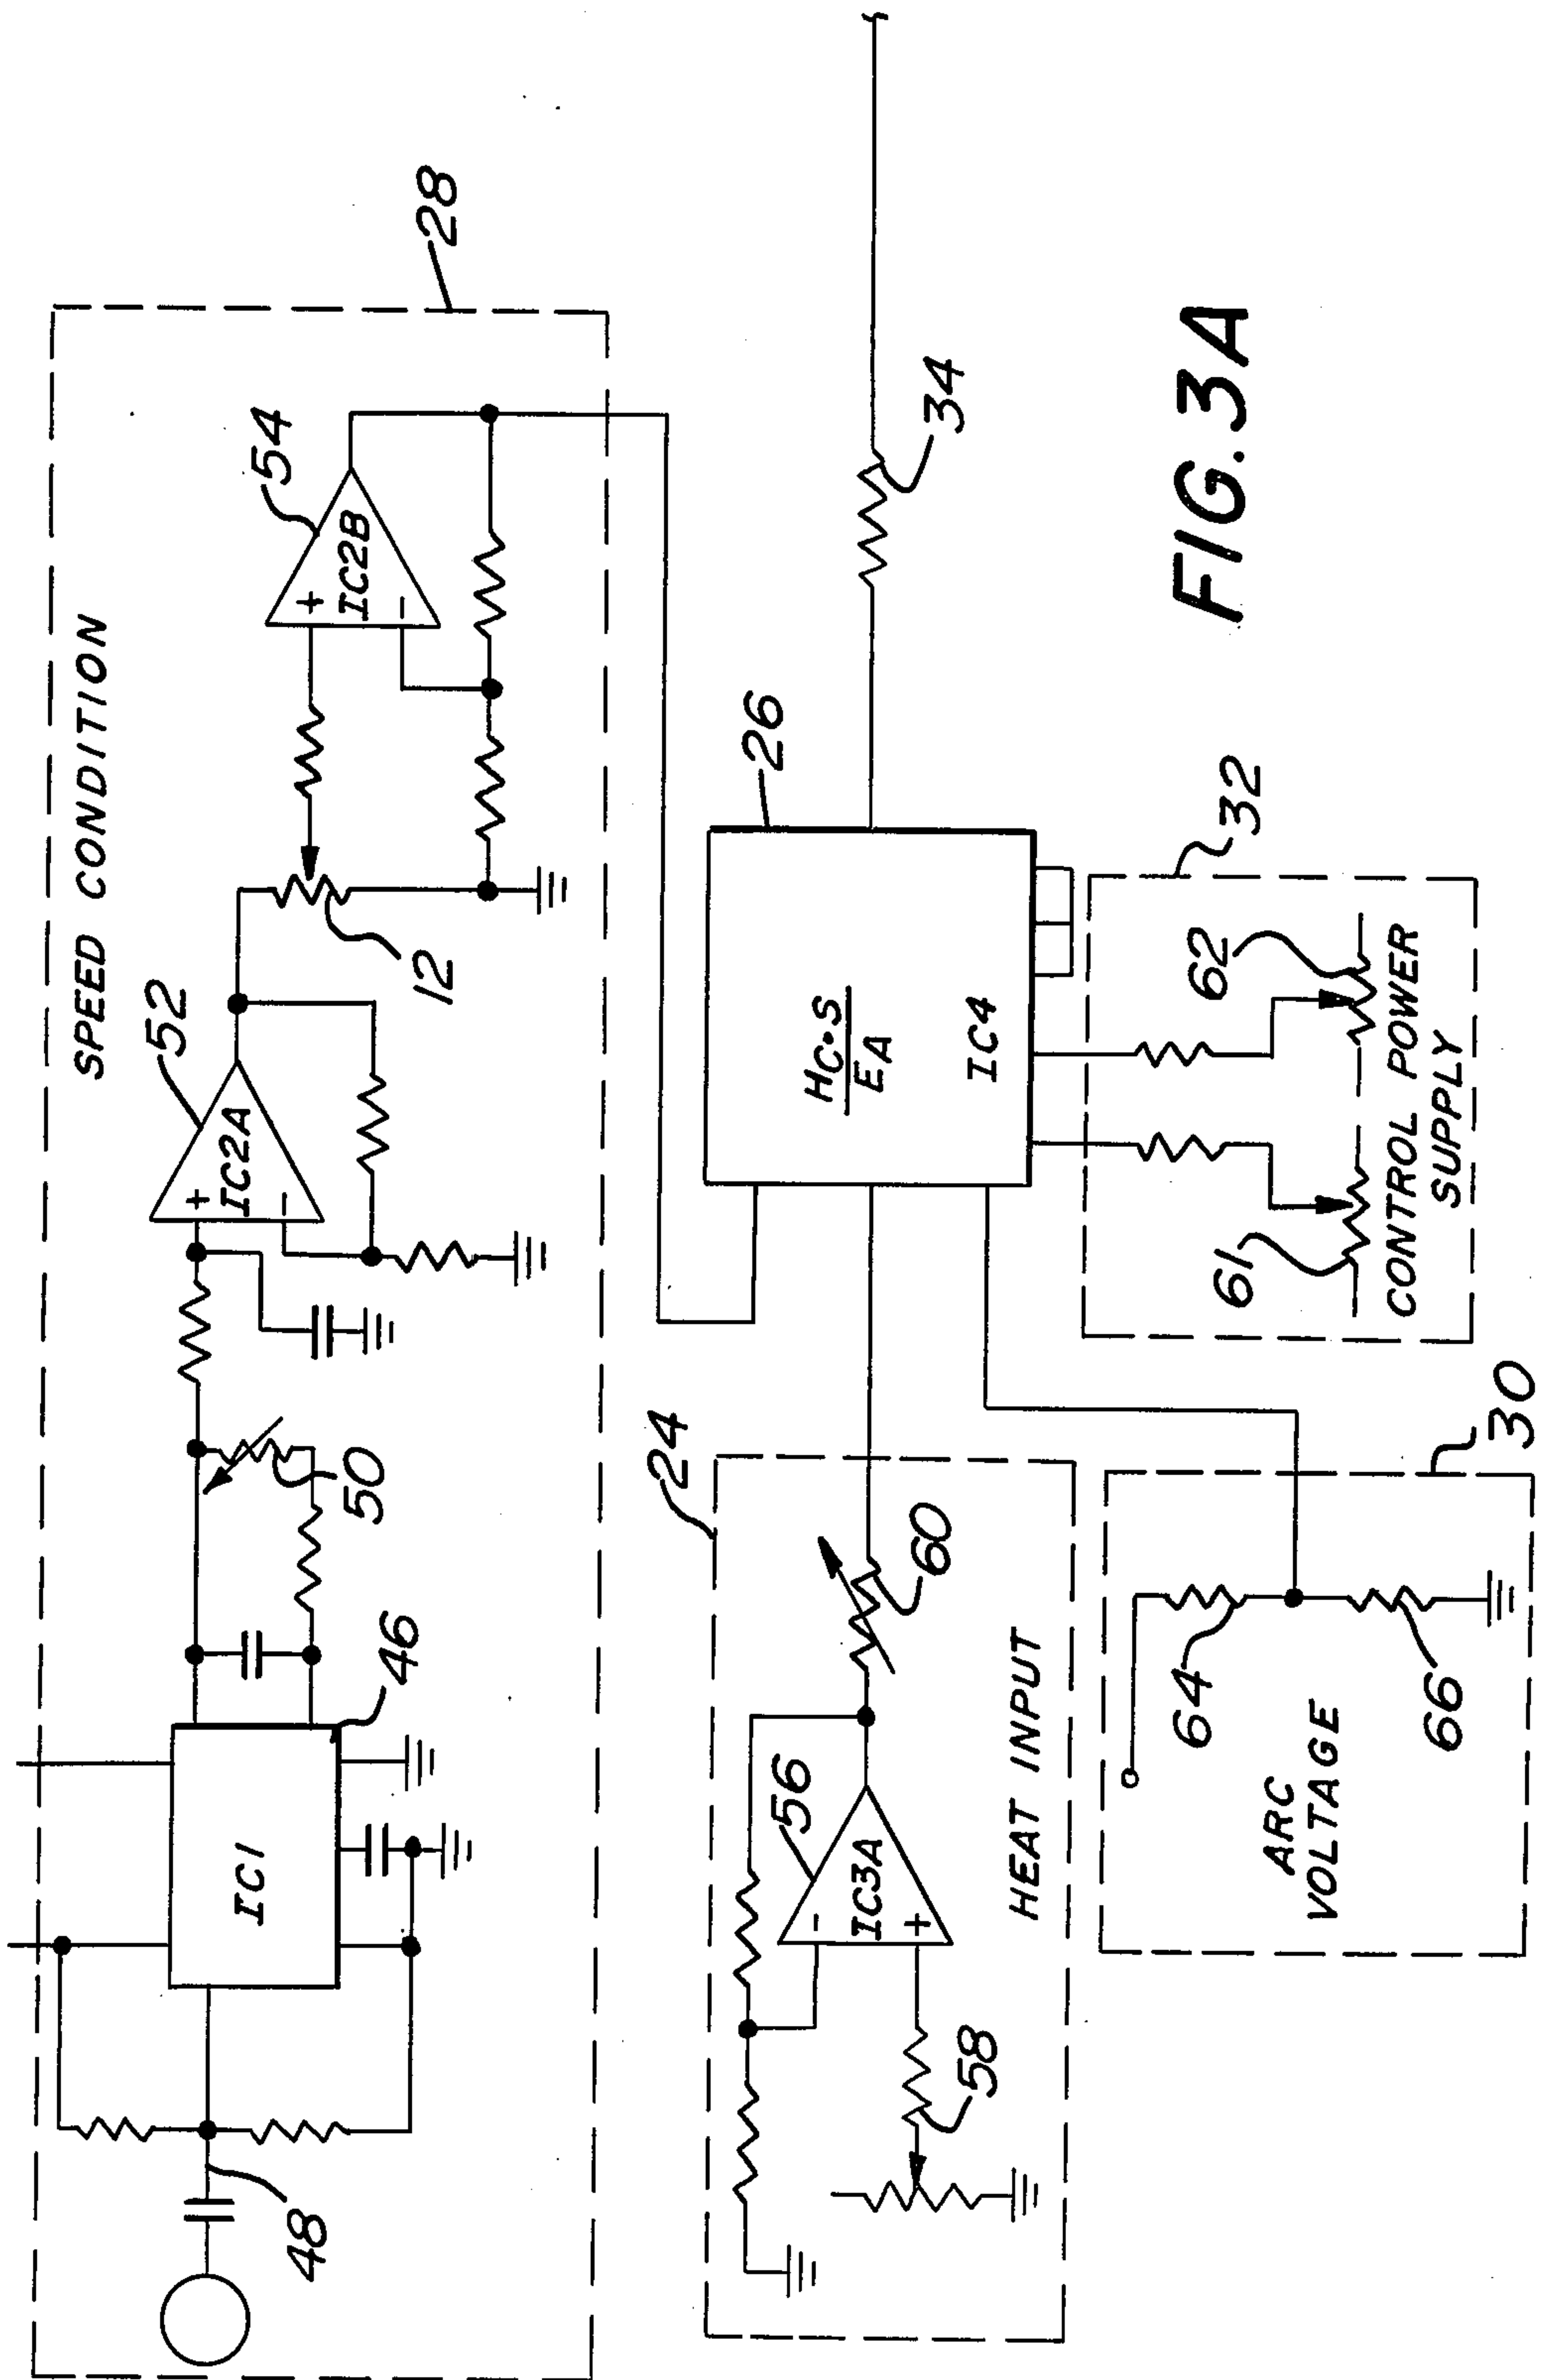 SPEED CONDITION
28
48
IC1
46
50
IC2A
+
-
52
12
IC2B
+
-
54
24
IC3A
-
+
56
58
60
HEAT INPUT
HC·S
EA
IC4
26
34
ARC
VOLTAGE
64
66
30
61
62
CONTROL POWER
SUPPLY
32
FIG. 3A